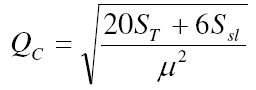 Q_C = √((20S_T + 6S_sl) / μ²)